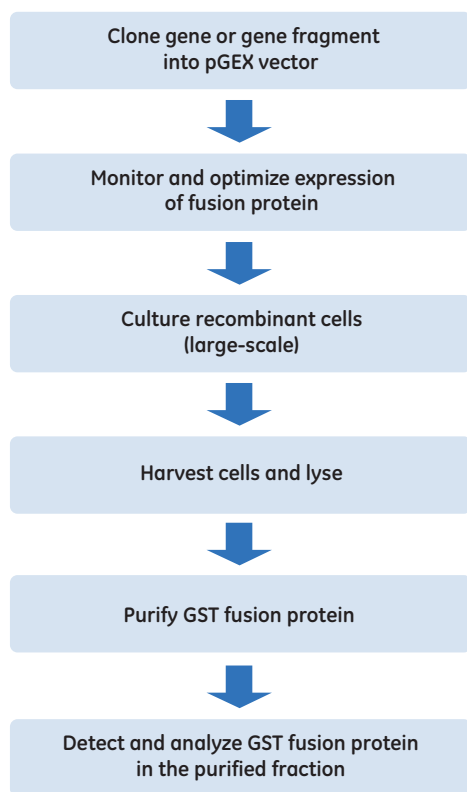 Clone gene or gene fragment
into pGEX vector
Monitor and optimize expression
of fusion protein
Culture recombinant cells
(large-scale)
Harvest cells and lyse
Purify GST fusion protein
Detect and analyze GST fusion protein
in the purified fraction